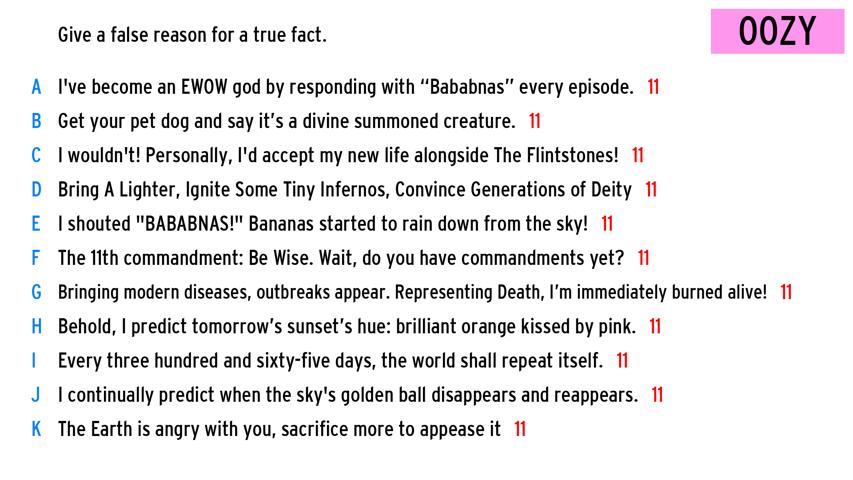 Give a false reason for a true fact.
OOZY
A I've become an EWOW god by responding with “Bababnas” every episode. 11
B Get your pet dog and say it’s a divine summoned creature. 11
C I wouldn't! Personally, I'd accept my new life alongside The Flintstones! 11
D Bring A Lighter, Ignite Some Tiny Infernos, Convince Generations of Deity 11
E I shouted "BABABNAS!" Bananas started to rain down from the sky! 11
F The 11th commandment: Be Wise. Wait, do you have commandments yet? 11
G Bringing modern diseases, outbreaks appear. Representing Death, I’m immediately burned alive! 11
H Behold, I predict tomorrow’s sunset’s hue: brilliant orange kissed by pink. 11
I Every three hundred and sixty-five days, the world shall repeat itself. 11
J I continually predict when the sky's golden ball disappears and reappears. 11
K The Earth is angry with you, sacrifice more to appease it 11